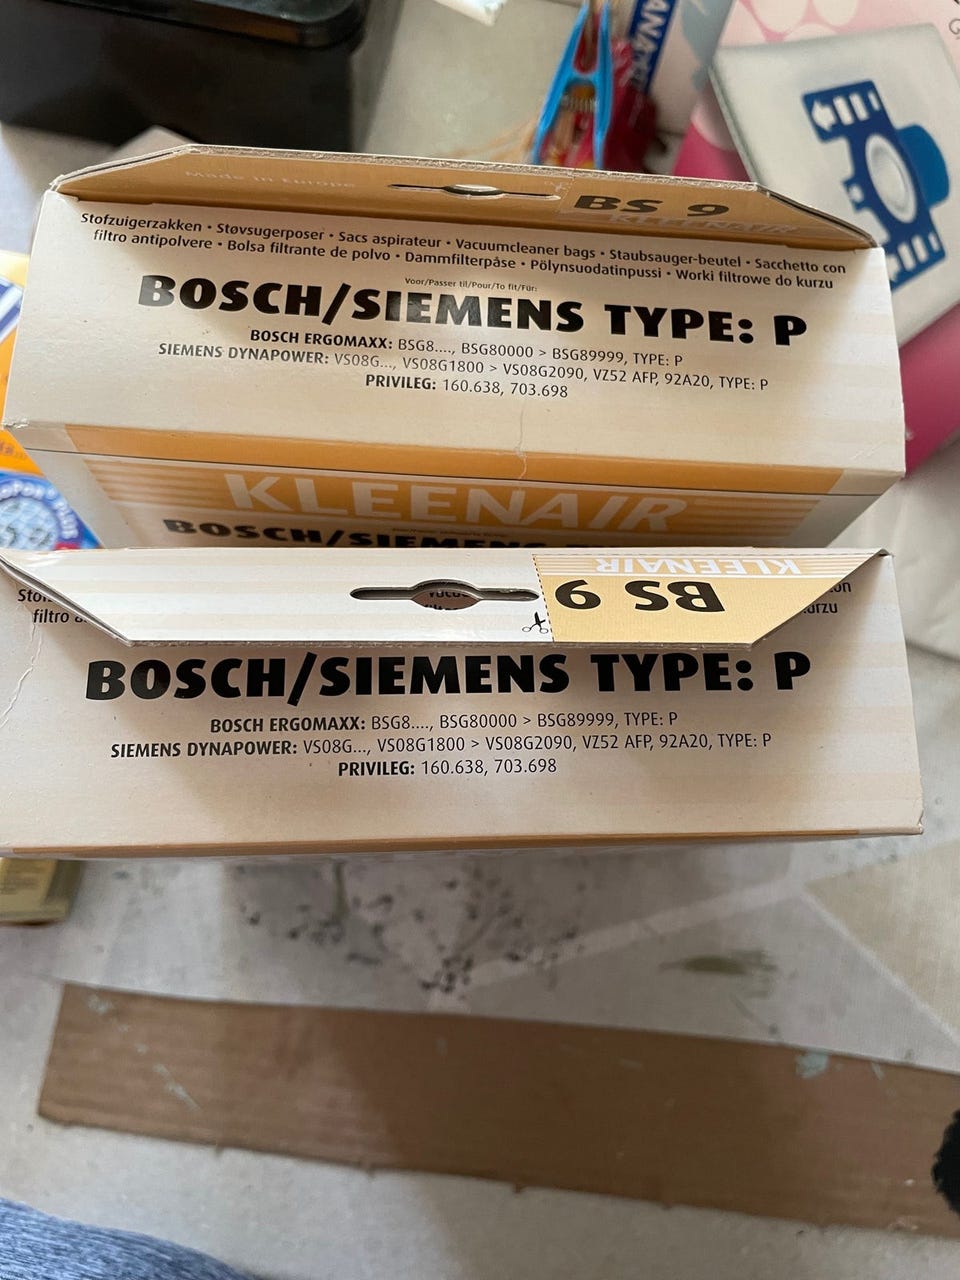 Made in Europe
BS 9
KLEENAIR
Stofzuigerzakken • Støvsugerposer • Sacs aspirateur • Vacuumcleaner bags • Staubsauger-beutel • Sacchetto con
filtro antipolvere • Bolsa filtrante de polvo • Dammfilterpåse • Pölynsuodatinpussi • Worki filtrowe do kurzu
Voor/Passer til/Pour/To fit/Für:
BOSCH/SIEMENS TYPE: P
BOSCH ERGOMAXX: BSG8...., BSG80000 > BSG89999, TYPE: P
SIEMENS DYNAPOWER: VS08G..., VS08G1800 > VS08G2090, VZ52 AFP, 92A20, TYPE: P
PRIVILEG: 160.638, 703.698
KLEENAIR
BOSCH/SIEMENS
KLEENAIR
BS 9
filtro
BOSCH/SIEMENS TYPE: P
BOSCH ERGOMAXX: BSG8...., BSG80000 > BSG89999, TYPE: P
SIEMENS DYNAPOWER: VS08G..., VS08G1800 > VS08G2090, VZ52 AFP, 92A20, TYPE: P
PRIVILEG: 160.638, 703.698